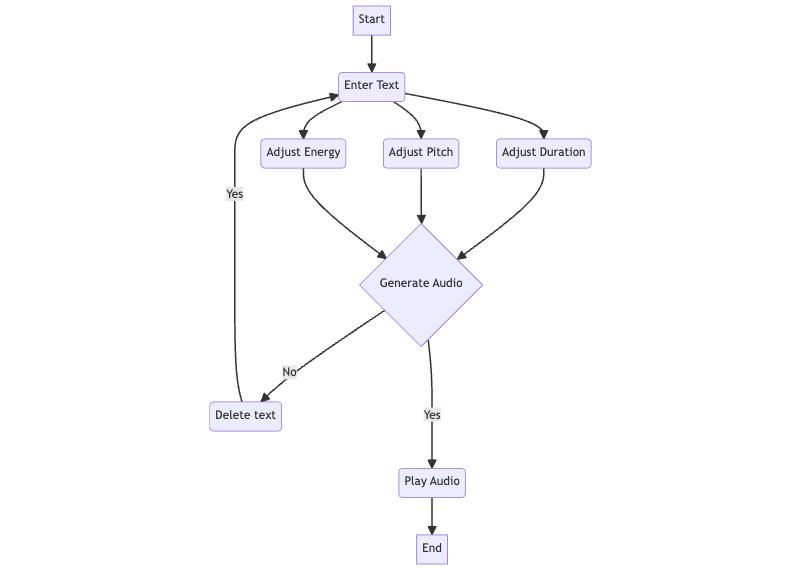 Start
Enter Text
Adjust Energy
Adjust Pitch
Adjust Duration
Yes
Generate Audio
No
Delete text
Yes
Play Audio
End